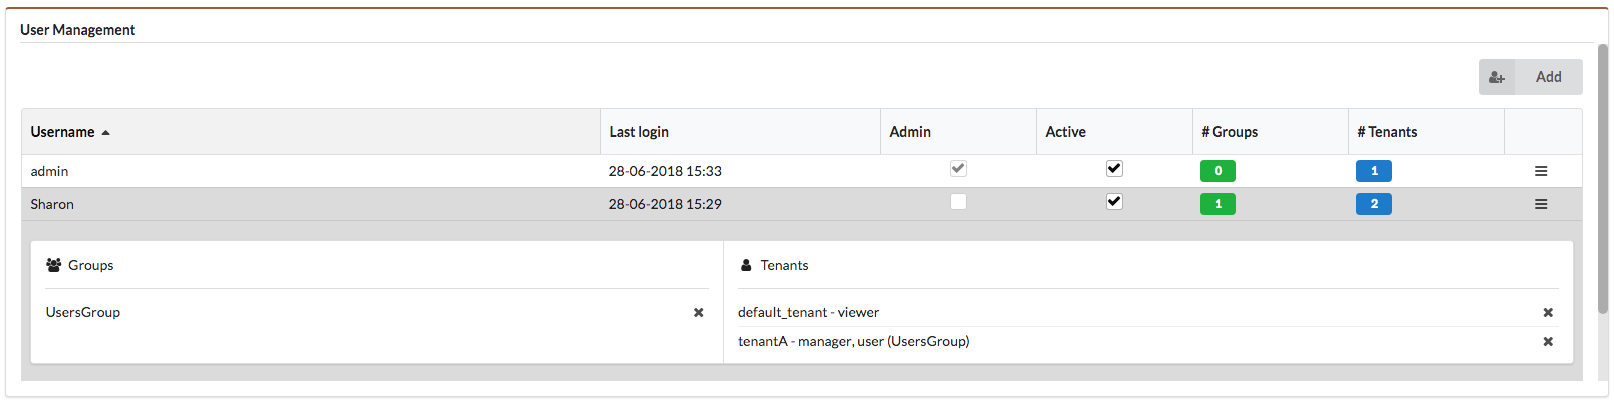 User Management
Add
Username Last login Admin Active # Groups # Tenants
admin 28-06-2018 15:33 0 1
Sharon 28-06-2018 15:29 1 2
Groups Tenants
UsersGroup default_tenant - viewer
tenantA - manager, user (UsersGroup)